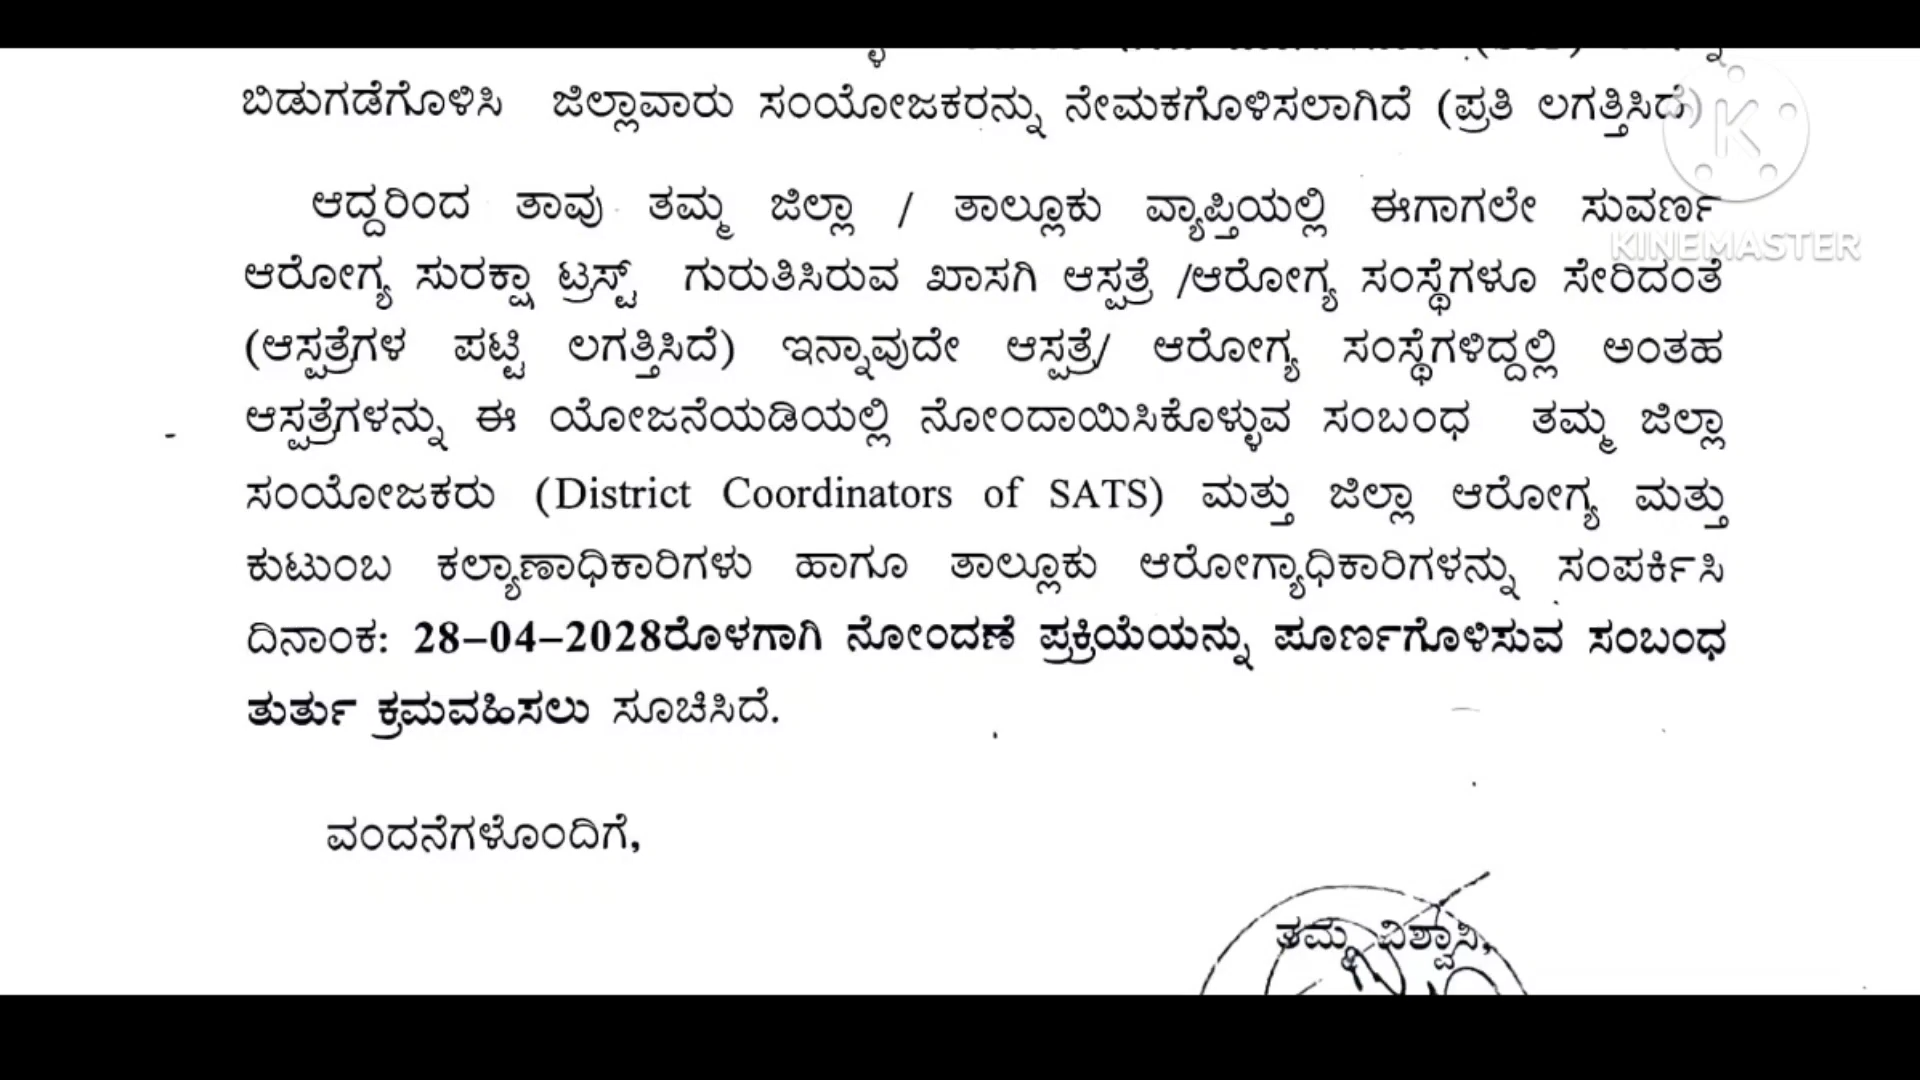 ಬಿಡುಗಡೆಗೊಳಿಸಿ ಜಿಲ್ಲಾವಾರು ಸಂಯೋಜಕರನ್ನು ನೇಮಕಗೊಳಿಸಲಾಗಿದೆ (ಪ್ರತಿ ಲಗತ್ತಿಸಿದೆ)
ಆದ್ದರಿಂದ ತಾವು ತಮ್ಮ ಜಿಲ್ಲಾ / ತಾಲ್ಲೂಕು ವ್ಯಾಪ್ತಿಯಲ್ಲಿ ಈಗಾಗಲೇ ಸುವರ್ಣ
KINEMASTER
ಆರೋಗ್ಯ ಸುರಕ್ಷಾ ಟ್ರಸ್ಟ್ ಗುರುತಿಸಿರುವ ಖಾಸಗಿ ಆಸ್ಪತ್ರೆ /ಆರೋಗ್ಯ ಸಂಸ್ಥೆಗಳೂ ಸೇರಿದಂತೆ
(ಆಸ್ಪತ್ರೆಗಳ ಪಟ್ಟಿ ಲಗತ್ತಿಸಿದೆ) ಇನ್ನಾವುದೇ ಆಸ್ಪತ್ರೆ/ ಆರೋಗ್ಯ ಸಂಸ್ಥೆಗಳಿದ್ದಲ್ಲಿ ಅಂತಹ
ಆಸ್ಪತ್ರೆಗಳನ್ನು ಈ ಯೋಜನೆಯಡಿಯಲ್ಲಿ ನೋಂದಾಯಿಸಿಕೊಳ್ಳುವ ಸಂಬಂಧ ತಮ್ಮ ಜಿಲ್ಲಾ
ಸಂಯೋಜಕರು (District Coordinators of SATS) ಮತ್ತು ಜಿಲ್ಲಾ ಆರೋಗ್ಯ ಮತ್ತು
ಕುಟುಂಬ ಕಲ್ಯಾಣಾಧಿಕಾರಿಗಳು ಹಾಗೂ ತಾಲ್ಲೂಕು ಆರೋಗ್ಯಾಧಿಕಾರಿಗಳನ್ನು ಸಂಪರ್ಕಿಸಿ
ದಿನಾಂಕ: 28-04-2028ರೊಳಗಾಗಿ ನೋಂದಣೆ ಪ್ರಕ್ರಿಯೆಯನ್ನು ಪೂರ್ಣಗೊಳಿಸುವ ಸಂಬಂಧ
ತುರ್ತು ಕ್ರಮವಹಿಸಲು ಸೂಚಿಸಿದೆ.
ವಂದನೆಗಳೊಂದಿಗೆ,
ತಮ್ಮ ವಿಶ್ವಾಸಿ,